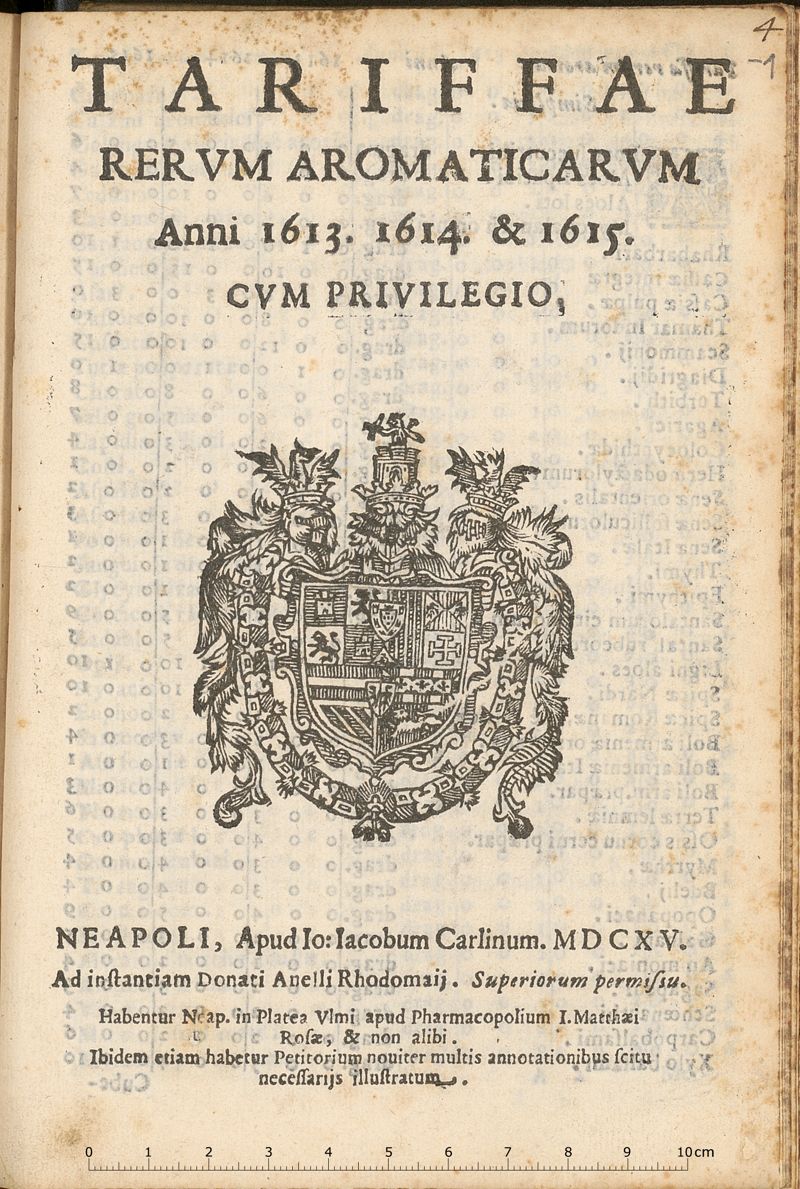 4
-1
TARIFFAE
RERVM AROMATICARVM
Anni 1613. 1614. & 1615.
CVM PRIVILEGIO,
NEAPOLI, Apud Io: Iacobum Carlinum. MDCXV.
Ad inſtantiam Donati Anelli Rhodomaij. Superiorum permiſſu.
Habentur Neap. in Platea Vlmi apud Pharmacopolium I. Matthæi
Roſæ, & non alibi.
Ibidem etiam habetur Petitorium nouiter multis annotationibus ſcitu
neceſſarijs illuſtratum.
0 1 2 3 4 5 6 7 8 9 10cm